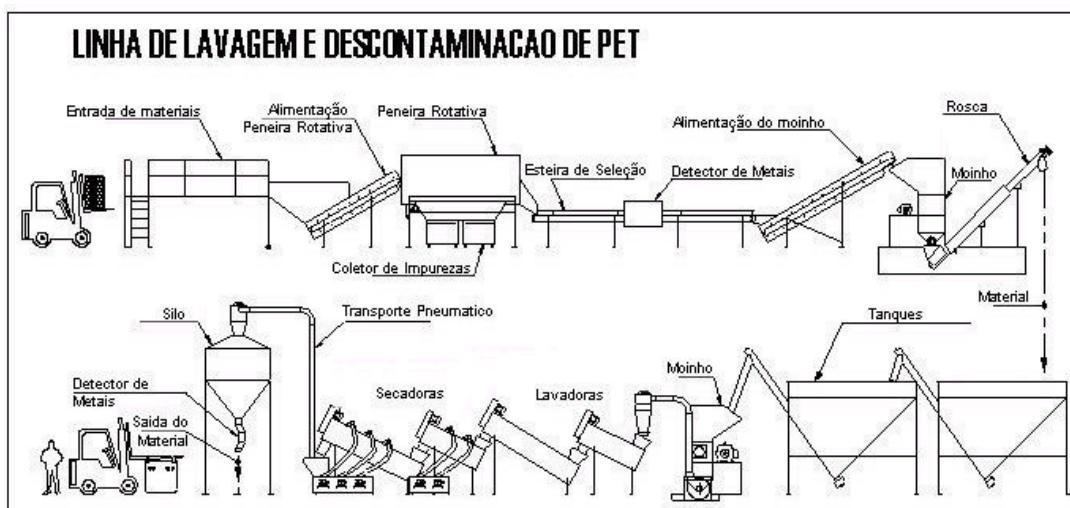 LINHA DE LAVAGEM E DESCONTAMINACAO DE PET
Entrada de materiais
Alimentação
Peneira Rotativa
Peneira Rotativa
Esteira de Seleção
Detector de Metais
Alimentação do moinho
Rosca
Moinho
Coletor de Impurezas
Material
Silo
Transporte Pneumatico
Tanques
Moinho
Detector de
Metais
Secadoras
Lavadoras
Saida do
Material